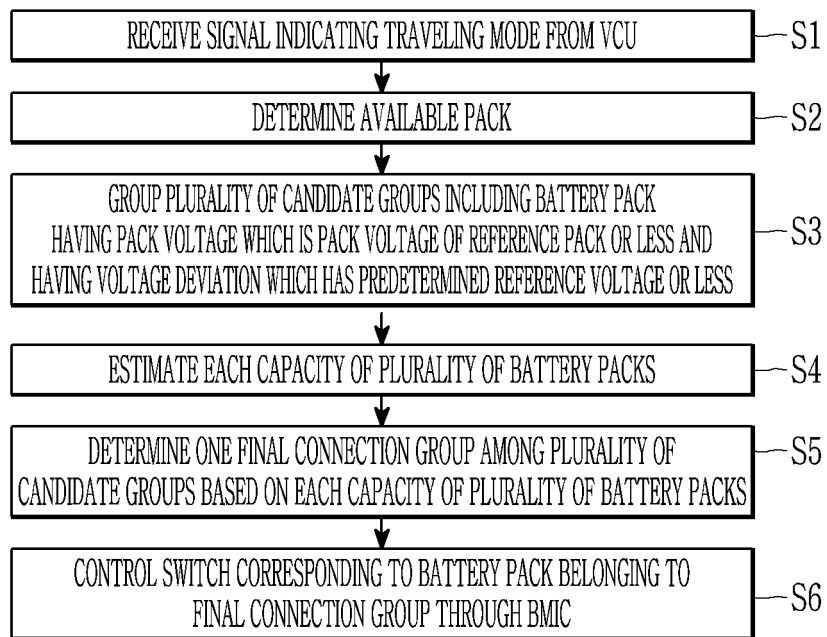 RECEIVE SIGNAL INDICATING TRAVELING MODE FROM VCU
S1
DETERMINE AVAILABLE PACK
S2
GROUP PLURALITY OF CANDIDATE GROUPS INCLUDING BATTERY PACK
HAVING PACK VOLTAGE WHICH IS PACK VOLTAGE OF REFERENCE PACK OR LESS AND
HAVING VOLTAGE DEVIATION WHICH HAS PREDETERMINED REFERENCE VOLTAGE OR LESS
S3
ESTIMATE EACH CAPACITY OF PLURALITY OF BATTERY PACKS
S4
DETERMINE ONE FINAL CONNECTION GROUP AMONG PLURALITY OF
CANDIDATE GROUPS BASED ON EACH CAPACITY OF PLURALITY OF BATTERY PACKS
S5
CONTROL SWITCH CORRESPONDING TO BATTERY PACK BELONGING TO
FINAL CONNECTION GROUP THROUGH BMIC
S6